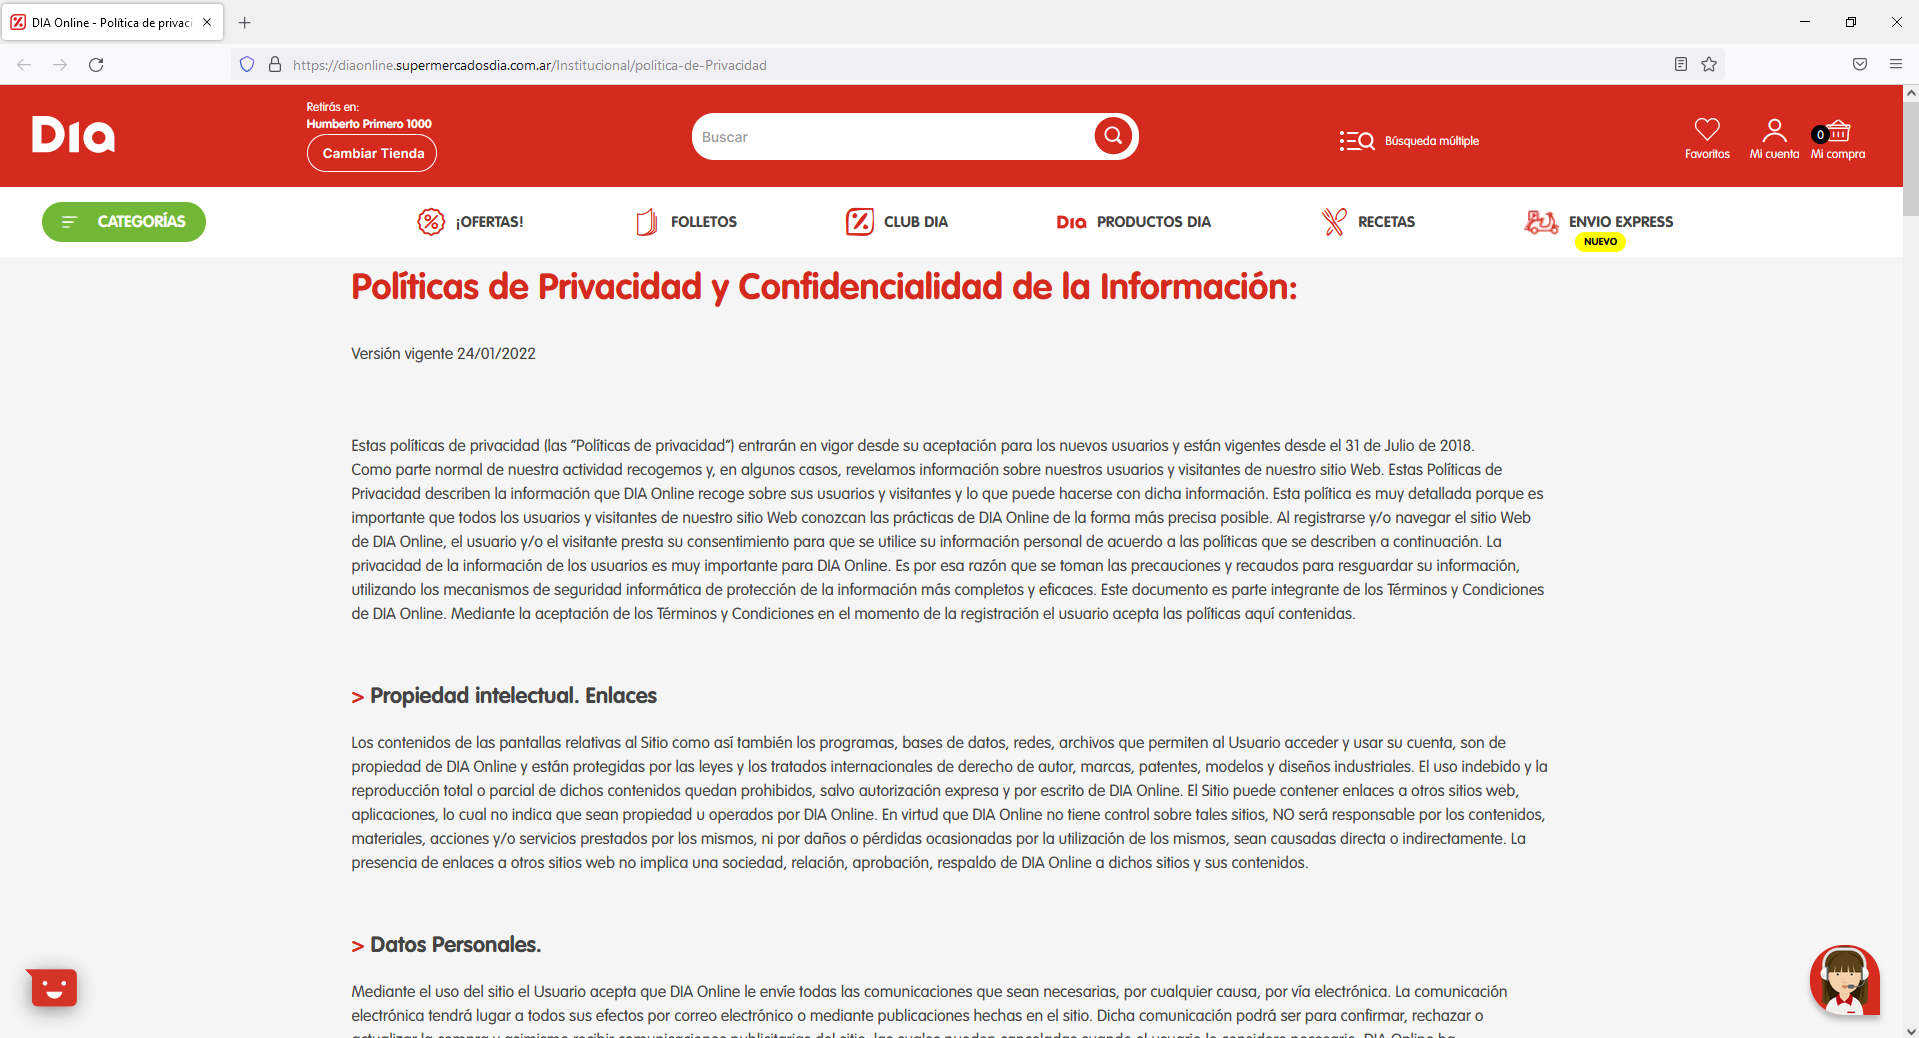 DIA Online - Política de privaci
https://diaonline.supermercadosdia.com.ar/Institucional/politica-de-Privacidad
Dia
Retirás en:
Humberto Primero 1000
Cambiar Tienda
Buscar
Búsqueda múltiple
Favoritos
Mi cuenta
0
Mi compra
CATEGORÍAS
¡OFERTAS!
FOLLETOS
CLUB DIA
Dia PRODUCTOS DIA
RECETAS
ENVIO EXPRESS
NUEVO
Políticas de Privacidad y Confidencialidad de la Información:
Versión vigente 24/01/2022
Estas políticas de privacidad (las “Políticas de privacidad”) entrarán en vigor desde su aceptación para los nuevos usuarios y están vigentes desde el 31 de Julio de 2018.
Como parte normal de nuestra actividad recogemos y, en algunos casos, revelamos información sobre nuestros usuarios y visitantes de nuestro sitio Web. Estas Políticas de
Privacidad describen la información que DIA Online recoge sobre sus usuarios y visitantes y lo que puede hacerse con dicha información. Esta política es muy detallada porque es
importante que todos los usuarios y visitantes de nuestro sitio Web conozcan las prácticas de DIA Online de la forma más precisa posible. Al registrarse y/o navegar el sitio Web
de DIA Online, el usuario y/o el visitante presta su consentimiento para que se utilice su información personal de acuerdo a las políticas que se describen a continuación. La
privacidad de la información de los usuarios es muy importante para DIA Online. Es por esa razón que se toman las precauciones y recaudos para resguardar su información,
utilizando los mecanismos de seguridad informática de protección de la información más completos y eficaces. Este documento es parte integrante de los Términos y Condiciones
de DIA Online. Mediante la aceptación de los Términos y Condiciones en el momento de la registración el usuario acepta las políticas aquí contenidas.
> Propiedad intelectual. Enlaces
Los contenidos de las pantallas relativas al Sitio como así también los programas, bases de datos, redes, archivos que permiten al Usuario acceder y usar su cuenta, son de
propiedad de DIA Online y están protegidas por las leyes y los tratados internacionales de derecho de autor, marcas, patentes, modelos y diseños industriales. El uso indebido y la
reproducción total o parcial de dichos contenidos quedan prohibidos, salvo autorización expresa y por escrito de DIA Online. El Sitio puede contener enlaces a otros sitios web,
aplicaciones, lo cual no indica que sean propiedad u operados por DIA Online. En virtud que DIA Online no tiene control sobre tales sitios, NO será responsable por los contenidos,
materiales, acciones y/o servicios prestados por los mismos, ni por daños o pérdidas ocasionadas por la utilización de los mismos, sean causadas directa o indirectamente. La
presencia de enlaces a otros sitios web no implica una sociedad, relación, aprobación, respaldo de DIA Online a dichos sitios y sus contenidos.
> Datos Personales.
Mediante el uso del sitio el Usuario acepta que DIA Online le envíe todas las comunicaciones que sean necesarias, por cualquier causa, por vía electrónica. La comunicación
electrónica tendrá lugar a todos sus efectos por correo electrónico o mediante publicaciones hechas en el sitio. Dicha comunicación podrá ser para confirmar, rechazar o